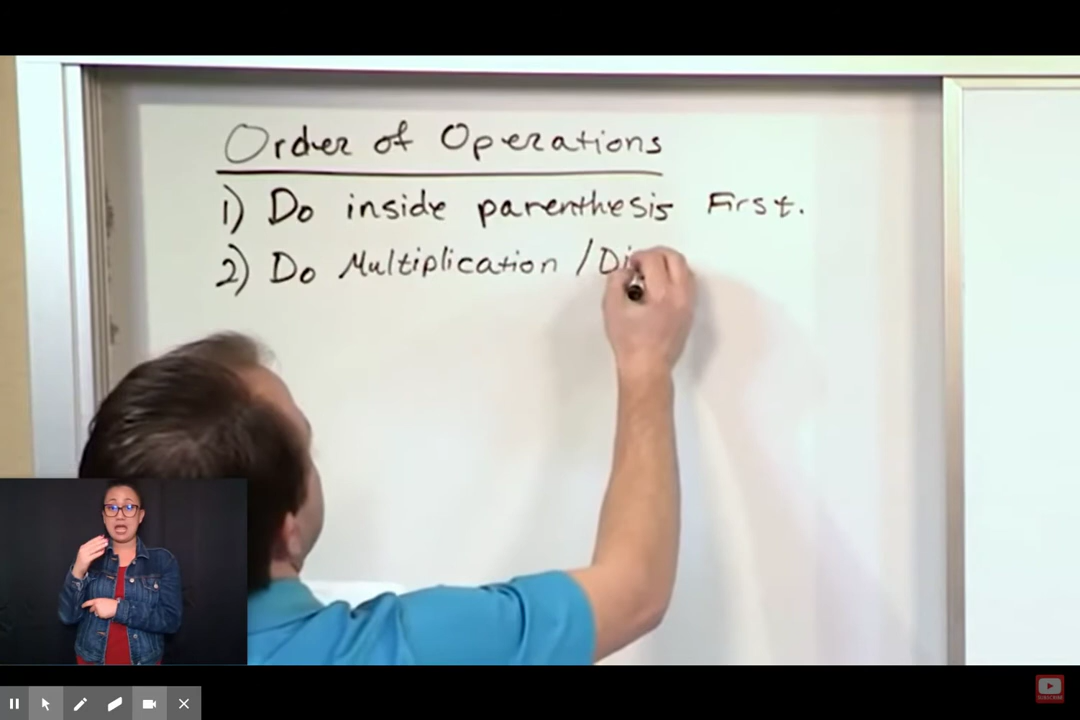 Order of Operations
1) Do inside parenthesis First.
2) Do Multiplication / Di